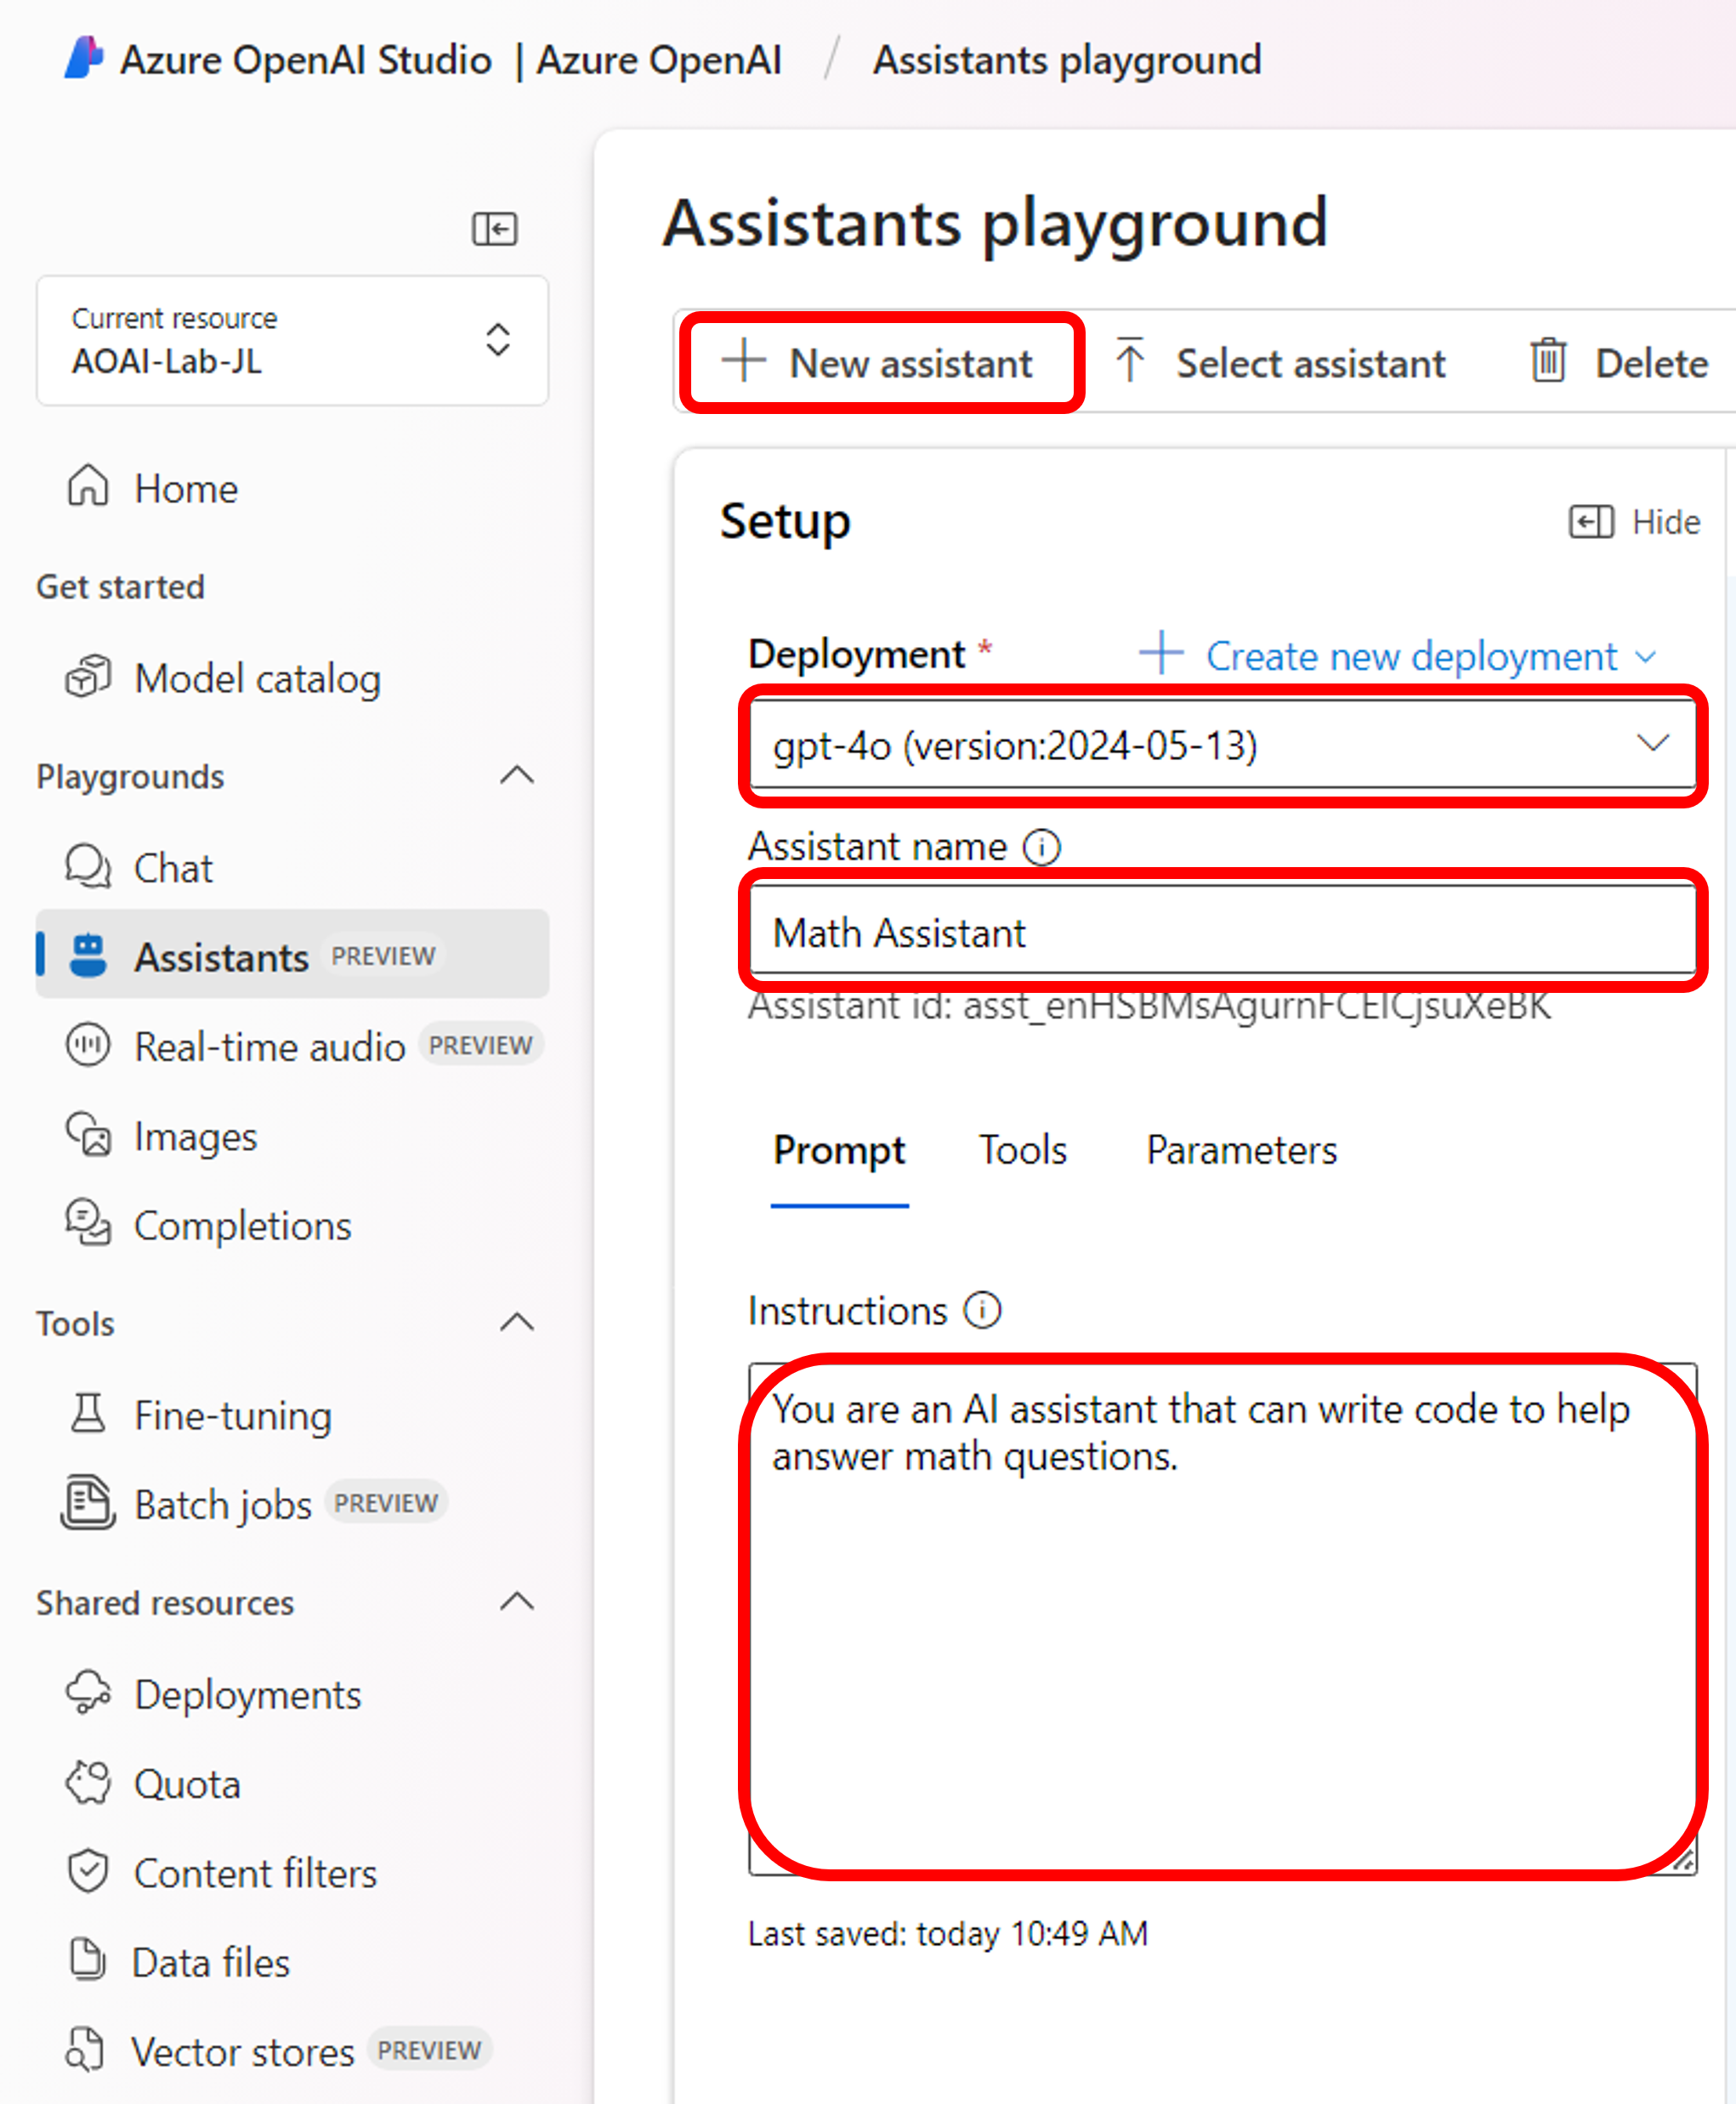 Azure OpenAI Studio | Azure OpenAI / Assistants playground
Current resource
AOAI-Lab-JL
Home
Get started
Model catalog
Playgrounds
Chat
Assistants PREVIEW
Real-time audio PREVIEW
Images
Completions
Tools
Fine-tuning
Batch jobs PREVIEW
Shared resources
Deployments
Quota
Content filters
Data files
Vector stores PREVIEW
Assistants playground
New assistant Select assistant Delete
Setup Hide
Deployment * Create new deployment
gpt-4o (version:2024-05-13)
Assistant name
Math Assistant
Assistant id:
Prompt Tools Parameters
Instructions
You are an AI assistant that can write code to help
answer math questions.
Last saved: today 10:49 AM